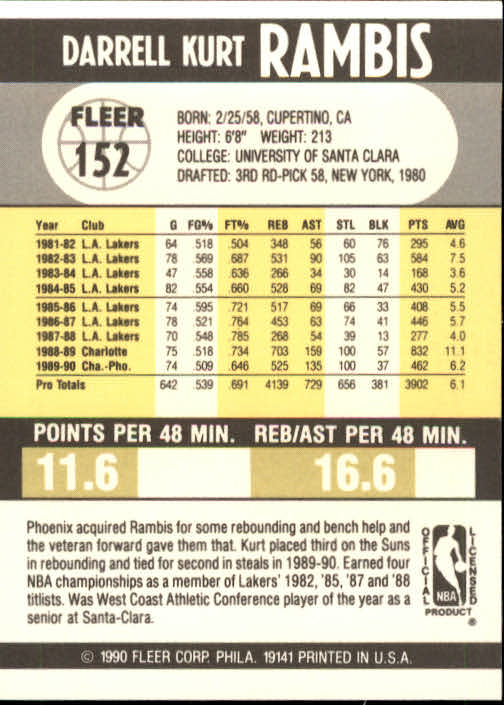 DARRELL KURT RAMBIS
FLEER
152
BORN: 2/25/58, CUPERTINO, CA
HEIGHT: 6'8" WEIGHT: 213
COLLEGE: UNIVERSITY OF SANTA CLARA
DRAFTED: 3RD RD-PICK 58, NEW YORK, 1980
Year Club G FG% FT% REB AST STL BLK PTS AVG
1981-82 L.A. Lakers 64 .518 .504 348 56 60 76 295 4.6
1982-83 L.A. Lakers 78 .569 .687 531 90 105 63 584 7.5
1983-84 L.A. Lakers 47 .558 .636 266 34 30 14 168 3.6
1984-85 L.A. Lakers 82 .554 .660 528 69 82 47 430 5.2
1985-86 L.A. Lakers 74 .595 .721 517 69 66 33 408 5.5
1986-87 L.A. Lakers 78 .521 .764 453 63 74 41 446 5.7
1987-88 L.A. Lakers 70 .548 .785 268 54 39 13 277 4.0
1988-89 Charlotte 75 .518 .734 703 159 100 57 832 11.1
1989-90 Cha.-Pho. 74 .509 .646 525 135 100 37 462 6.2
Pro Totals 642 .539 .691 4139 729 656 381 3902 6.1
POINTS PER 48 MIN. REB/AST PER 48 MIN.
11.6 16.6
Phoenix acquired Rambis for some rebounding and bench help and
the veteran forward gave them that. Kurt placed third on the Suns
in rebounding and tied for second in steals in 1989-90. Earned four
NBA championships as a member of Lakers' 1982, '85, '87 and '88
titlists. Was West Coast Athletic Conference player of the year as a
senior at Santa-Clara.
OFFICIAL
NBA
LICENSED
PRODUCT ®
© 1990 FLEER CORP. PHILA. 19141 PRINTED IN U.S.A.